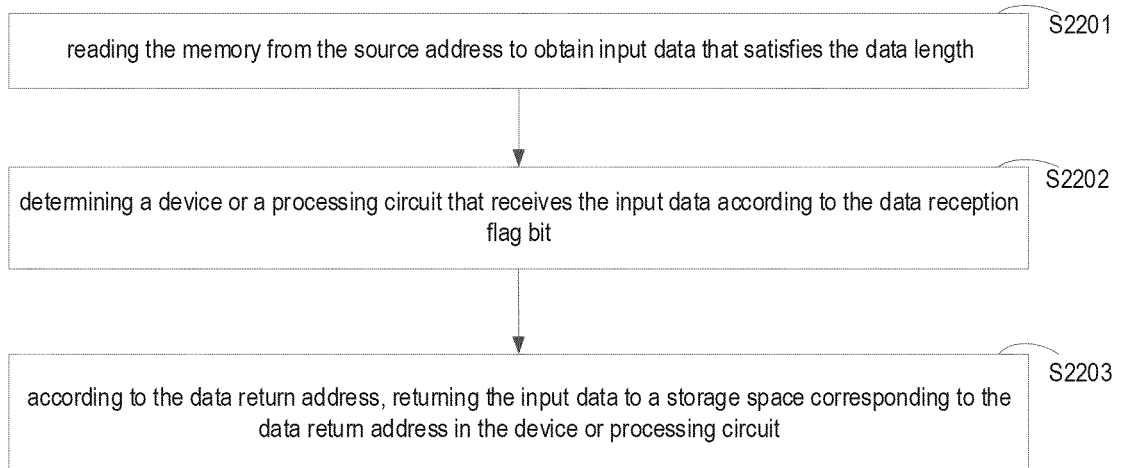 S2201
reading the memory from the source address to obtain input data that satisfies the data length
S2202
determining a device or a processing circuit that receives the input data according to the data reception
flag bit
S2203
according to the data return address, returning the input data to a storage space corresponding to the
data return address in the device or processing circuit